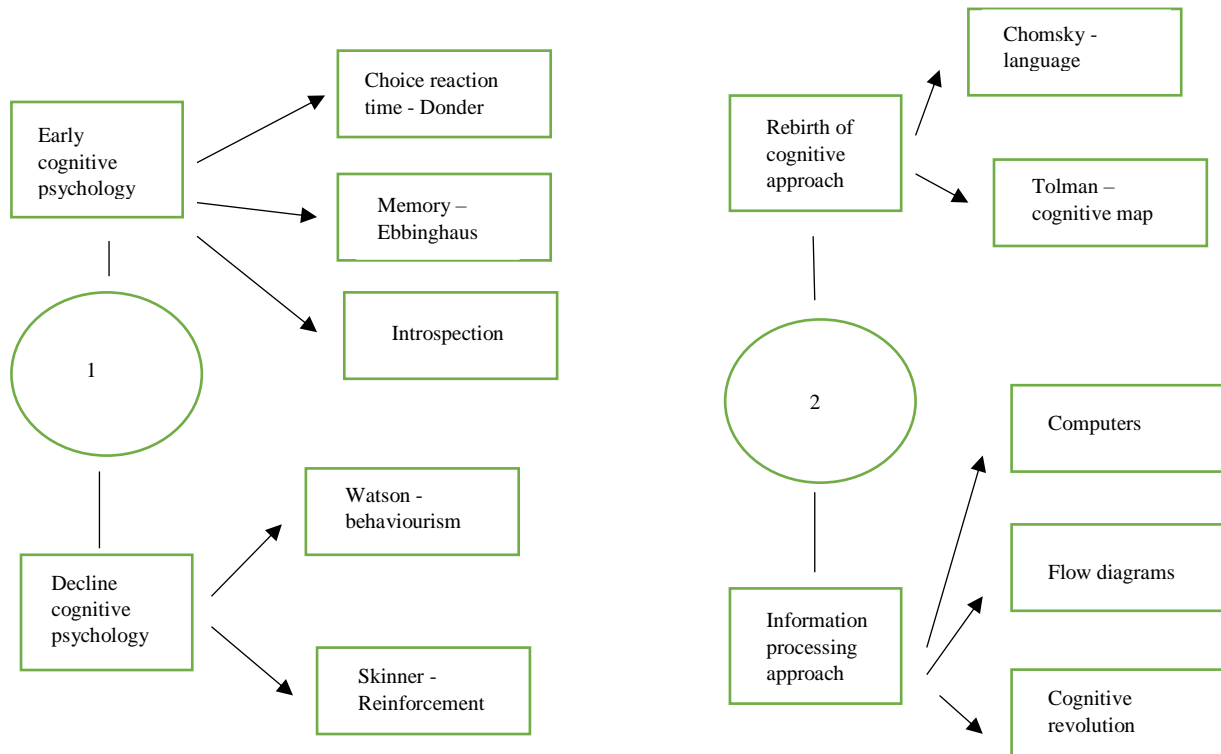 Early
cognitive
psychology
Choice reaction
time - Donder
Memory –
Ebbinghaus
Introspection
1
Decline
cognitive
psychology
Watson -
behaviourism
Skinner -
Reinforcement
Rebirth of
cognitive
approach
Chomsky -
language
Tolman –
cognitive map
2
Information
processing
approach
Computers
Flow diagrams
Cognitive
revolution